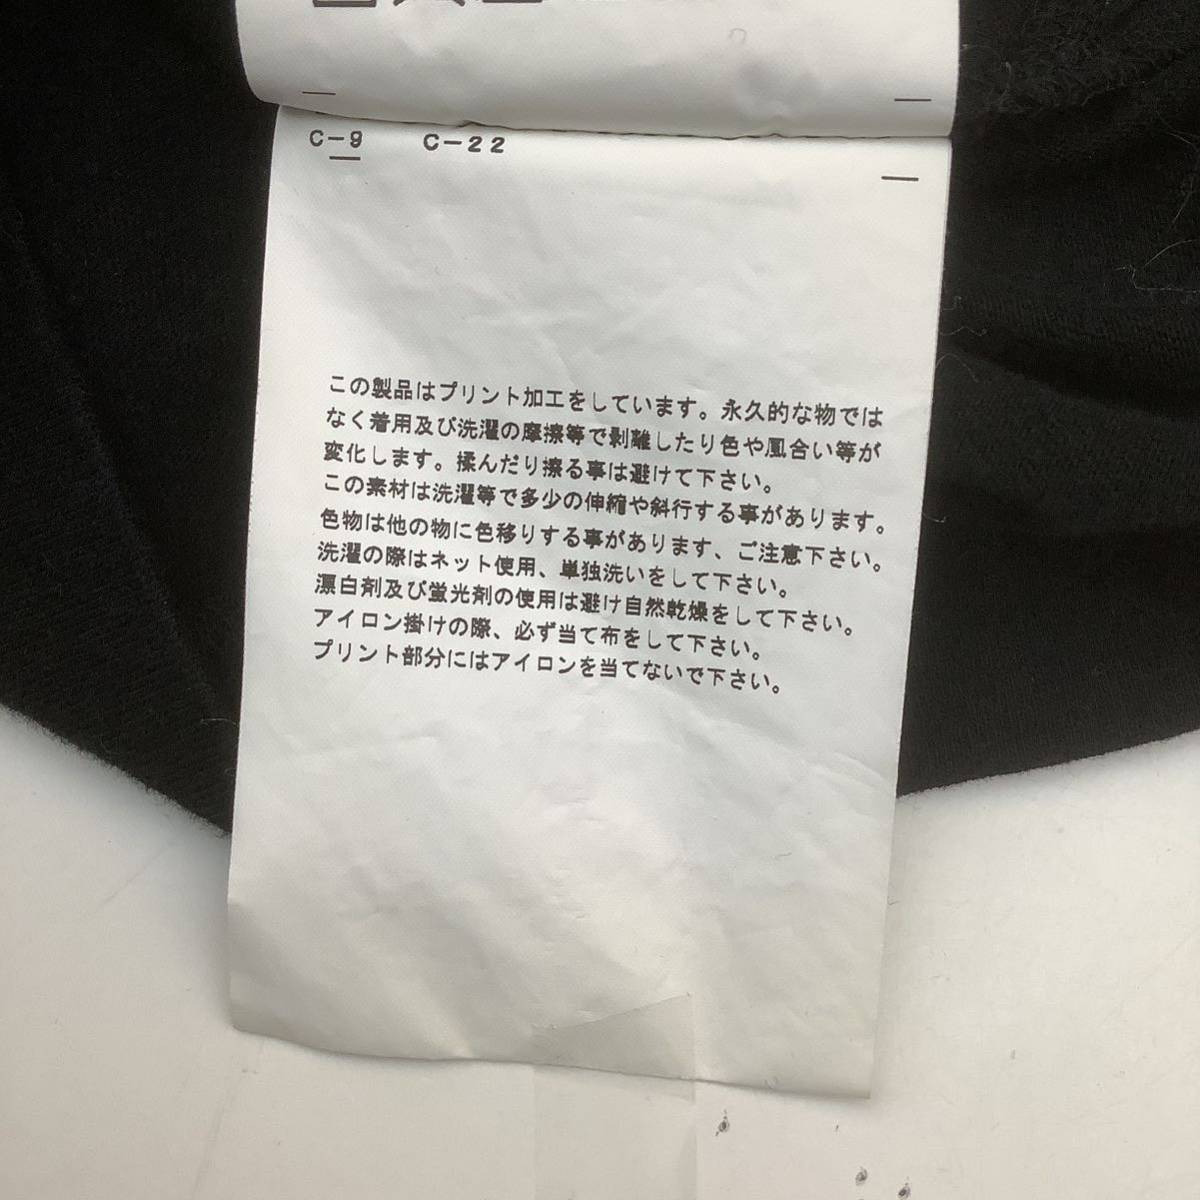 C-9 C-22
この製品はプリント加工をしています。永久的な物では
なく着用及び洗濯の摩擦等で剥離したり色や風合い等が
変化します。揉んだり擦る事は避けて下さい。
この素材は洗濯等で多少の伸縮や斜行する事があります。
色物は他の物に色移りする事があります、ご注意下さい。
洗濯の際はネット使用、単独洗いをして下さい。
漂白剤及び蛍光剤の使用は避け自然乾燥をして下さい。
アイロン掛けの際、必ず当て布をして下さい。
プリント部分にはアイロンを当てないで下さい。